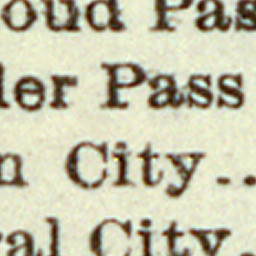 oud Pas
ler Pass
n City..
al City.